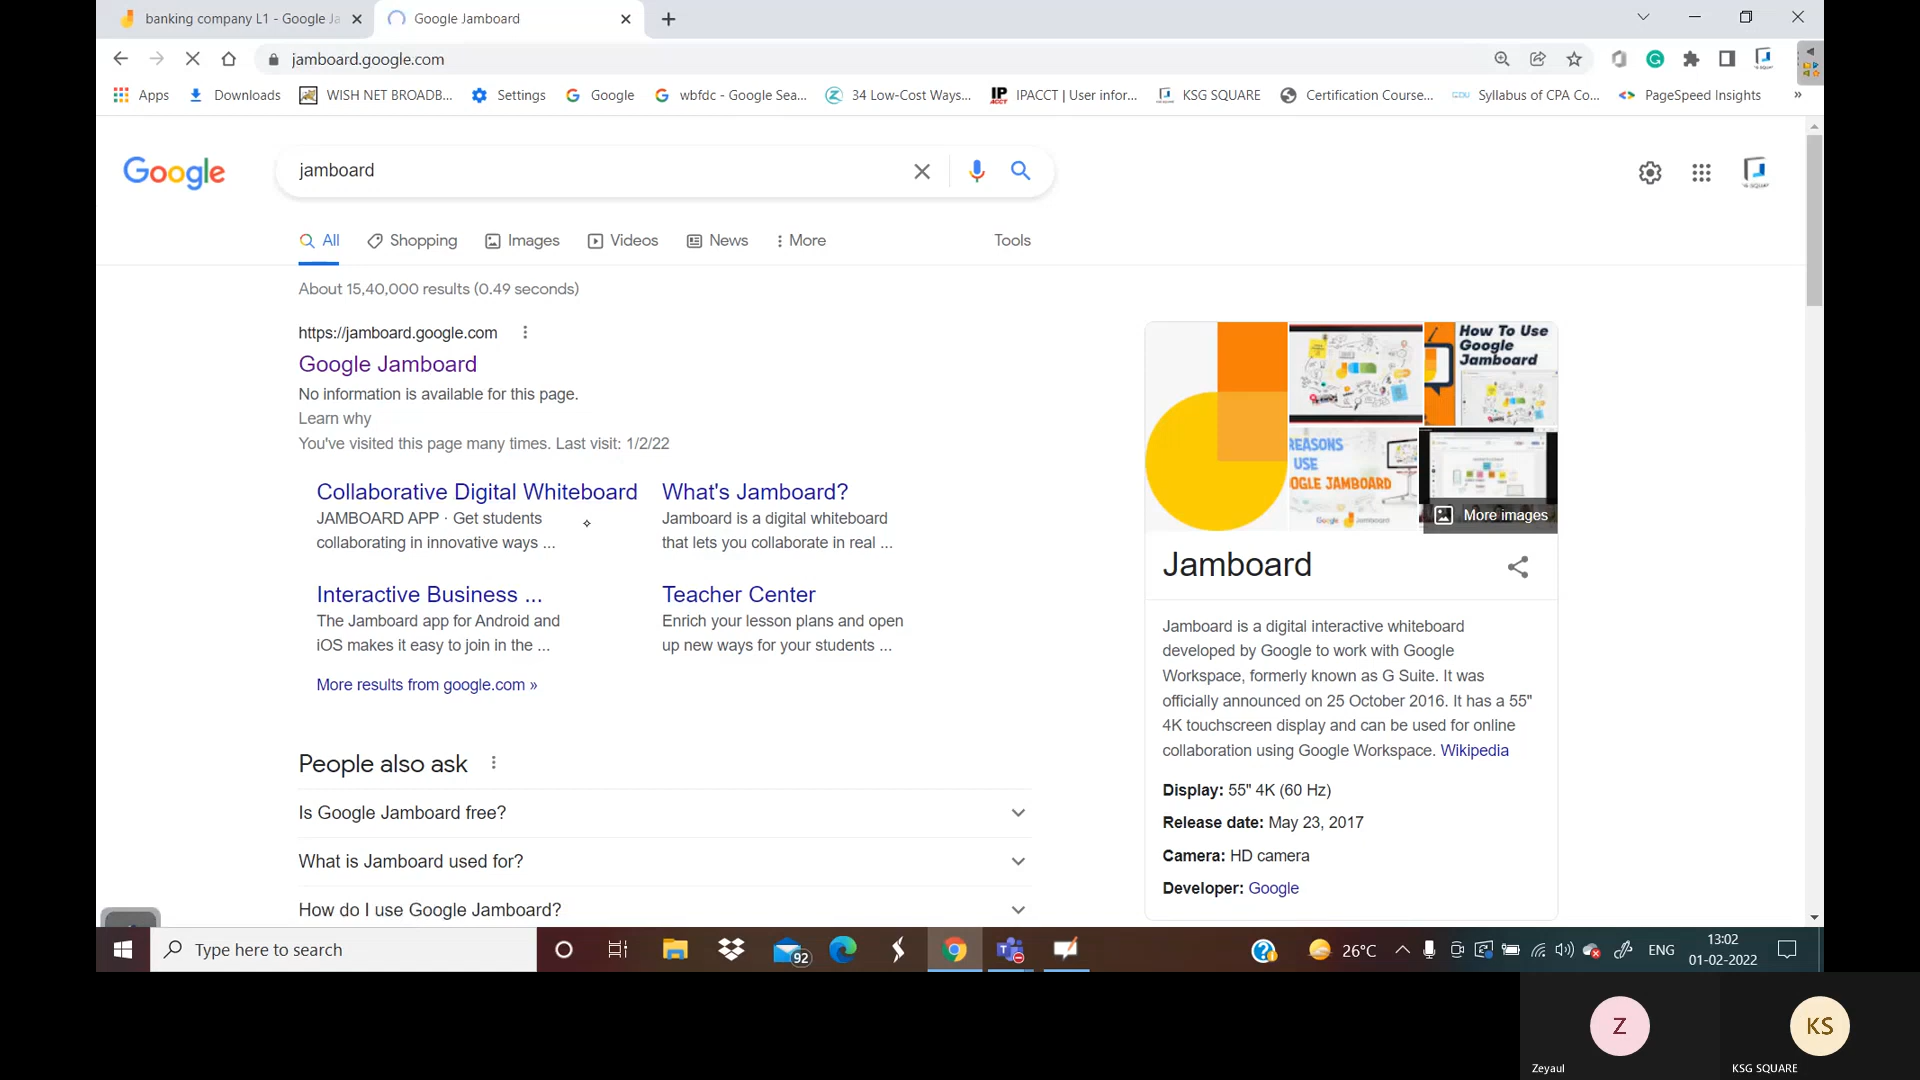 banking company L1 - Google Ja
Google Jamboard
jamboard.google.com
Apps
Downloads
WISH NET BROADB...
Settings
Google
wbfdc - Google Sea...
34 Low-Cost Ways...
IPACCT | User infor...
KSG SQUARE
Certification Course...
Syllabus of CPA Co...
PageSpeed Insights
»
Google
jamboard
All
Shopping
Images
Videos
News
More
Tools
About 15,40,000 results (0.49 seconds)
https://jamboard.google.com
Google Jamboard
No information is available for this page.
Learn why
You've visited this page many times. Last visit: 1/2/22
Collaborative Digital Whiteboard
JAMBOARD APP · Get students
collaborating in innovative ways ...
What's Jamboard?
Jamboard is a digital whiteboard
that lets you collaborate in real ...
Interactive Business ...
The Jamboard app for Android and
iOS makes it easy to join in the ...
Teacher Center
Enrich your lesson plans and open
up new ways for your students ...
More results from google.com »
People also ask
Is Google Jamboard free?
What is Jamboard used for?
How do I use Google Jamboard?
How To Use
Google
Jamboard
REASONS
USE
OGLE JAMBOARD
Google Jamboard
More images
Jamboard
Jamboard is a digital interactive whiteboard
developed by Google to work with Google
Workspace, formerly known as G Suite. It was
officially announced on 25 October 2016. It has a 55"
4K touchscreen display and can be used for online
collaboration using Google Workspace. Wikipedia
Display: 55" 4K (60 Hz)
Release date: May 23, 2017
Camera: HD camera
Developer: Google
Type here to search
92
26°C
ENG
13:02
01-02-2022
Z
Zeyaul
KS
KSG SQUARE